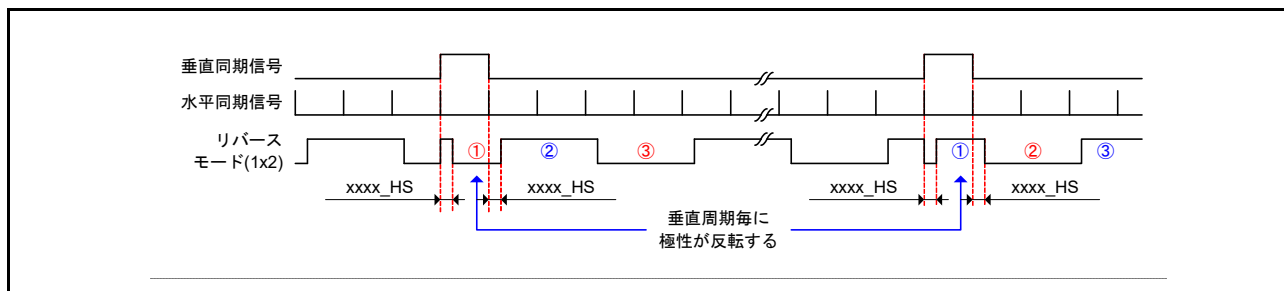 垂直同期信号
水平同期信号
リバース
モード(1x2)
① ② ③ ① ② ③
xxxx_HS xxxx_HS xxxx_HS xxxx_HS
垂直周期毎に
極性が反転する